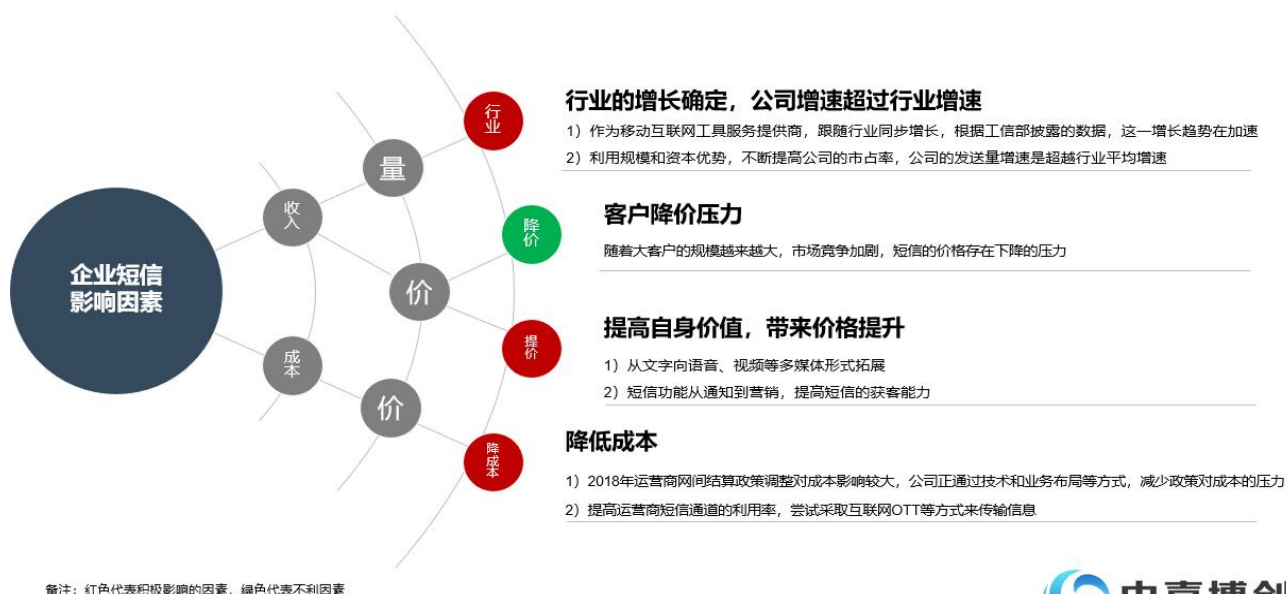 企业短信
影响因素
收入
成本
量
价
价
行业
降价
提价
降成本
行业的增长确定，公司增速超过行业增速
1）作为移动互联网工具服务提供商，跟随行业同步增长，根据工信部披露的数据，这一增长趋势在加速
2）利用规模和资本优势，不断提高公司的市占率，公司的发送量增速是超越行业平均增速
客户降价压力
随着大客户的规模越来越大，市场竞争加剧，短信的价格存在下降的压力
提高自身价值，带来价格提升
1）从文字向语音、视频等多媒体形式拓展
2）短信功能从通知到营销，提高短信的获客能力
降低成本
1）2018年运营商网间结算政策调整对成本影响较大，公司正通过技术和业务布局等方式，减少政策对成本的压力
2）提高运营商短信通道的利用率，尝试采取互联网OTT等方式来传输信息
备注：红色代表积极影响的因素，绿色代表不利因素
中嘉博创